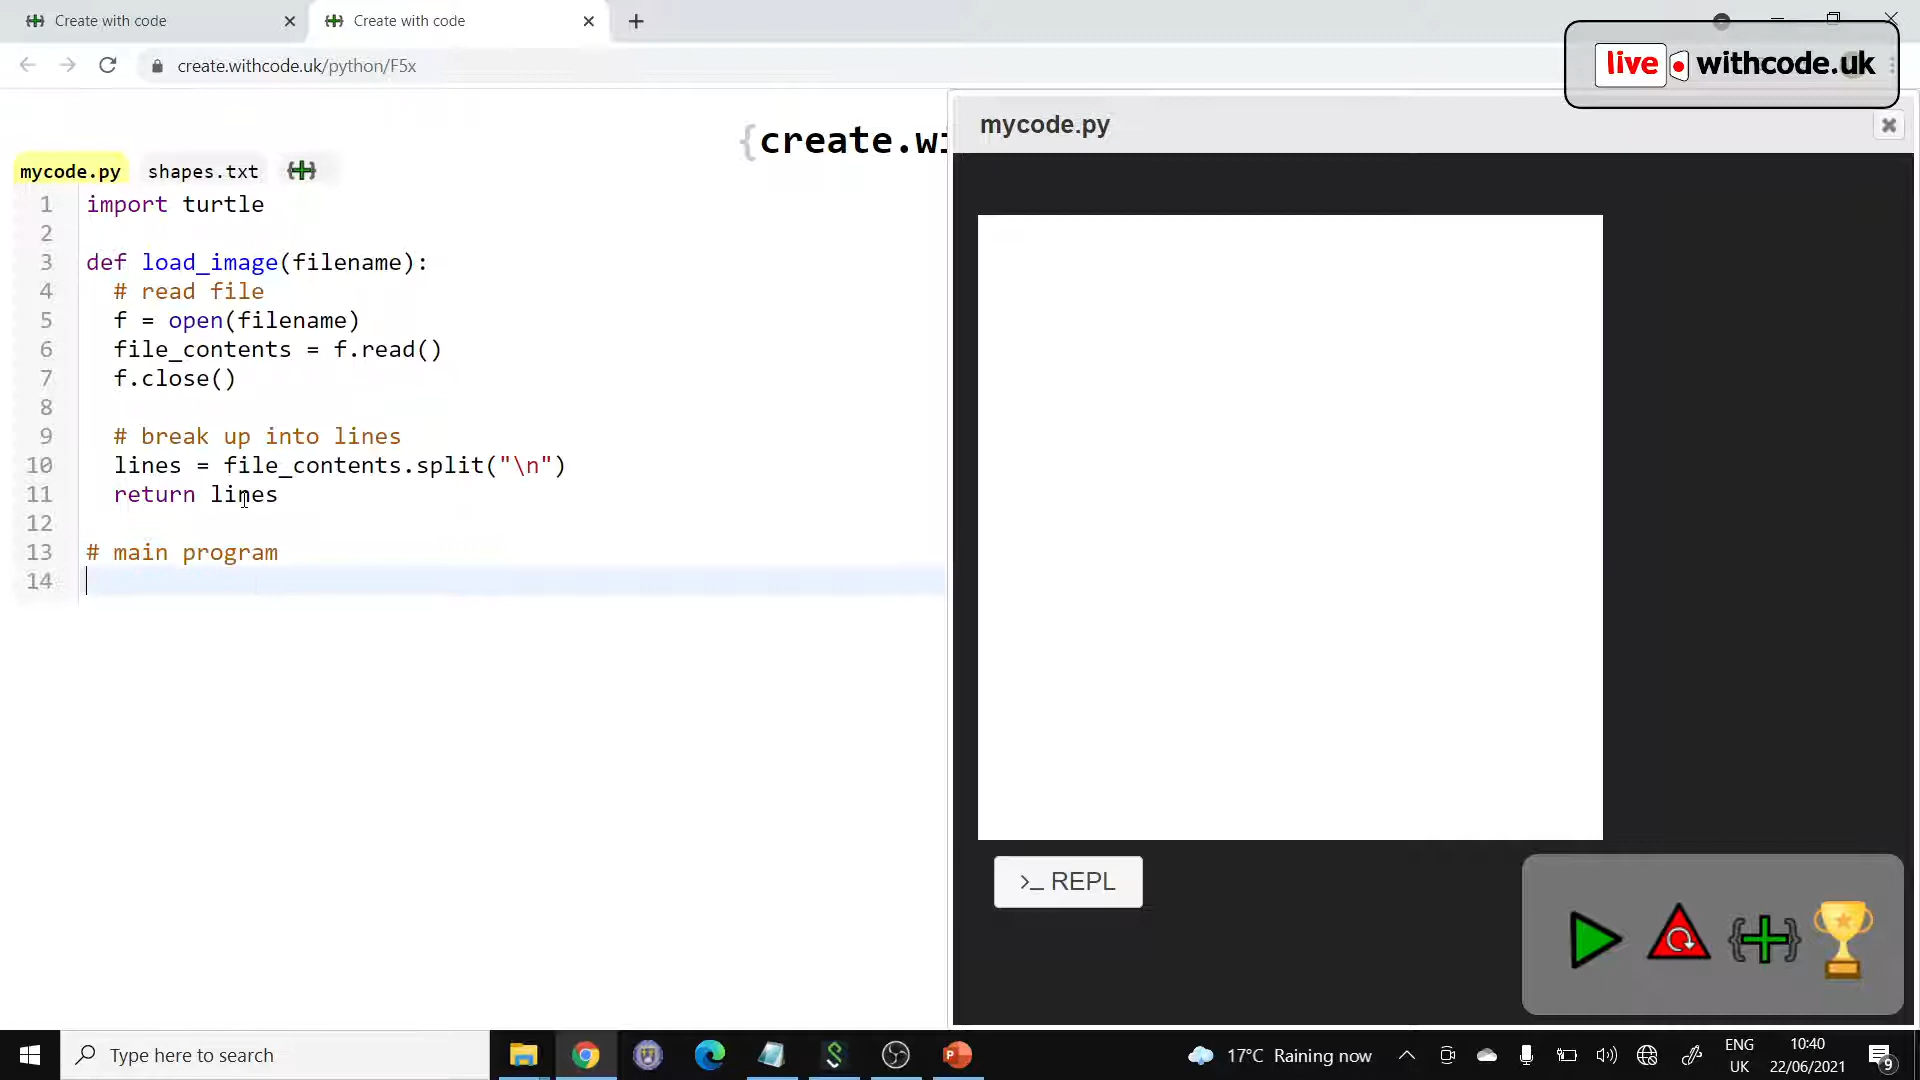 Create with code
Create with code
create.withcode.uk/python/F5x
live withcode.uk
{create.wi
mycode.py
mycode.py
shapes.txt
1 import turtle
2
3 def load_image(filename):
4 # read file
5 f = open(filename)
6 file_contents = f.read()
7 f.close()
8
9 # break up into lines
10 lines = file_contents.split("\n")
11 return lines
12
13 # main program
14
>_ REPL
Type here to search
17°C Raining now
ENG
UK
10:40
22/06/2021
9